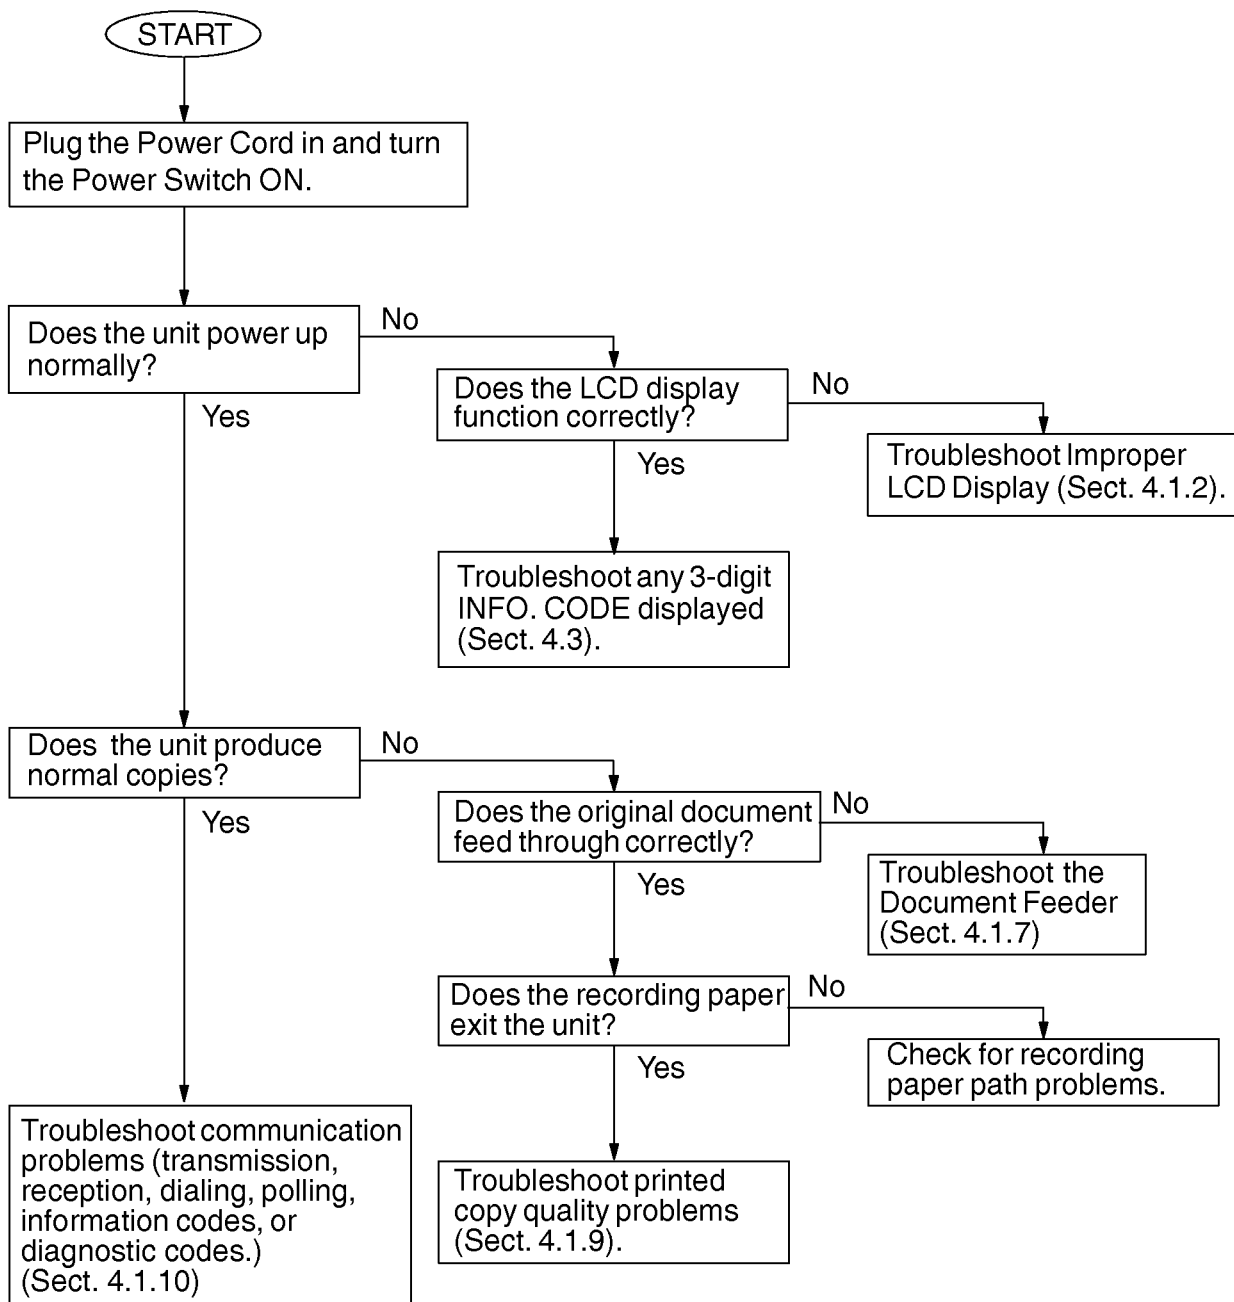 START
Plug the Power Cord in and turn
the Power Switch ON.
Does the unit power up
normally?
No
Yes
Does the LCD display
function correctly?
No
Yes
Troubleshoot Improper
LCD Display (Sect. 4.1.2).
Troubleshoot any 3-digit
INFO. CODE displayed
(Sect. 4.3).
Does the unit produce
normal copies?
No
Yes
Does the original document
feed through correctly?
No
Yes
Troubleshoot the
Document Feeder
(Sect. 4.1.7)
Does the recording paper
exit the unit?
No
Yes
Check for recording
paper path problems.
Troubleshoot communication
problems (transmission,
reception, dialing, polling,
information codes, or
diagnostic codes.)
(Sect. 4.1.10)
Troubleshoot printed
copy quality problems
(Sect. 4.1.9).